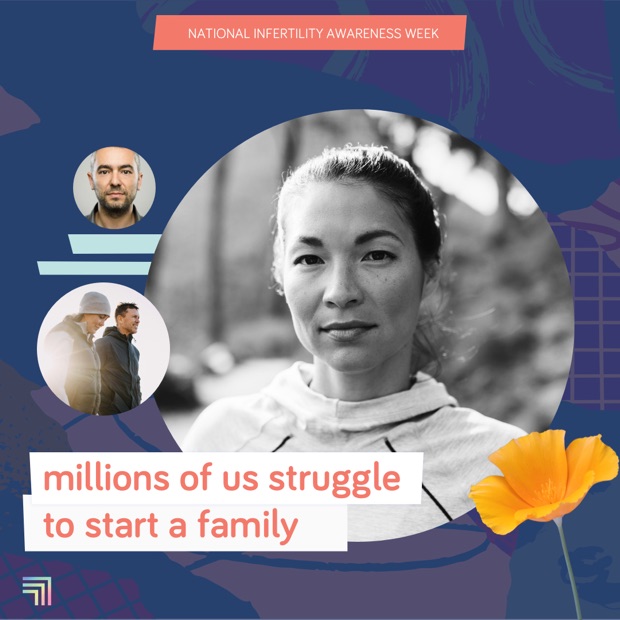 NATIONAL INFERTILITY AWARENESS WEEK
millions of us struggle
to start a family